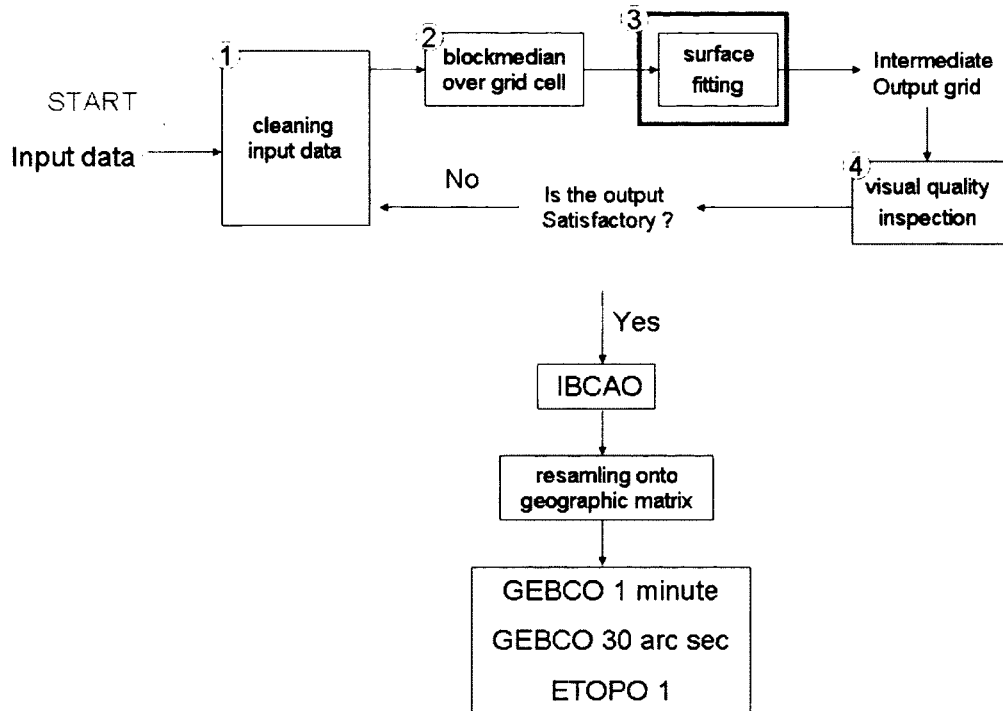 START
Input data
1
cleaning
input data
2
blockmedian
over grid cell
3
surface
fitting
Intermediate
Output grid
4
visual quality
inspection
Is the output
Satisfactory ?
No
Yes
IBCAO
resamling onto
geographic matrix
GEBCO 1 minute
GEBCO 30 arc sec
ETOPO 1